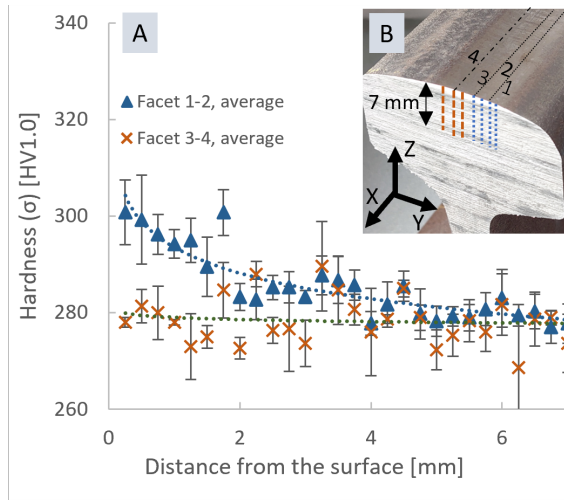 A
B
340
320
300
280
260
Hardness (σ) [HV1.0]
Facet 1-2, average
Facet 3-4, average
4
3
2
1
7 mm
Z
X
Y
0
2
4
6
Distance from the surface [mm]